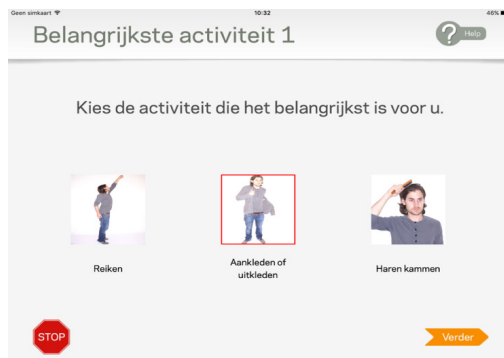 Geen simkaart 10:32 46%
Belangrijkste activiteit 1
? Help
Kies de activiteit die het belangrijkst is voor u.
Reiken
Aankleden of
uitkleden
Haren kammen
STOP
Verder